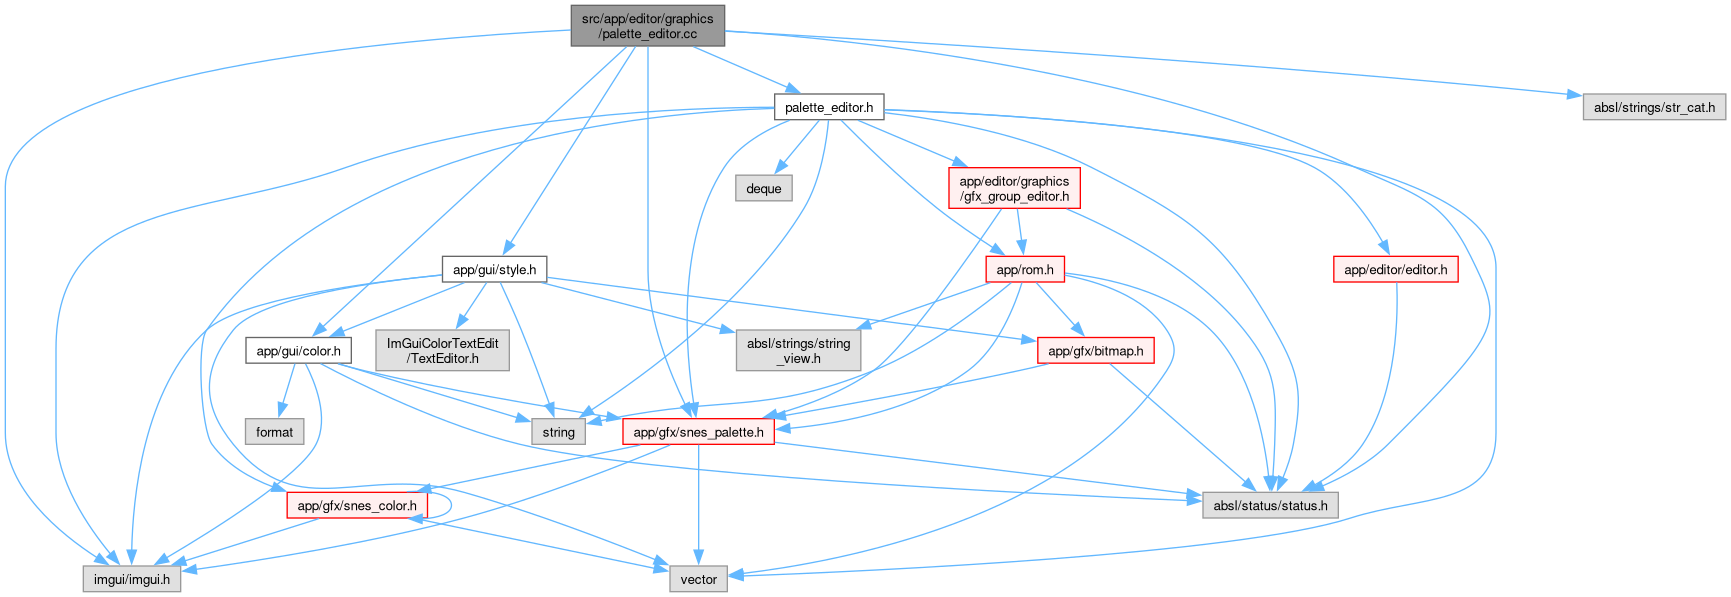 src/app/editor/graphics
/palette_editor.cc
palette_editor.h
absl/strings/str_cat.h
deque
app/editor/graphics
/gfx_group_editor.h
app/gui/style.h
app/rom.h
app/editor/editor.h
app/gui/color.h
ImGuiColorTextEdit
/TextEditor.h
absl/strings/string
_view.h
app/gfx/bitmap.h
format
string
app/gfx/snes_palette.h
app/gfx/snes_color.h
absl/status/status.h
imgui/imgui.h
vector